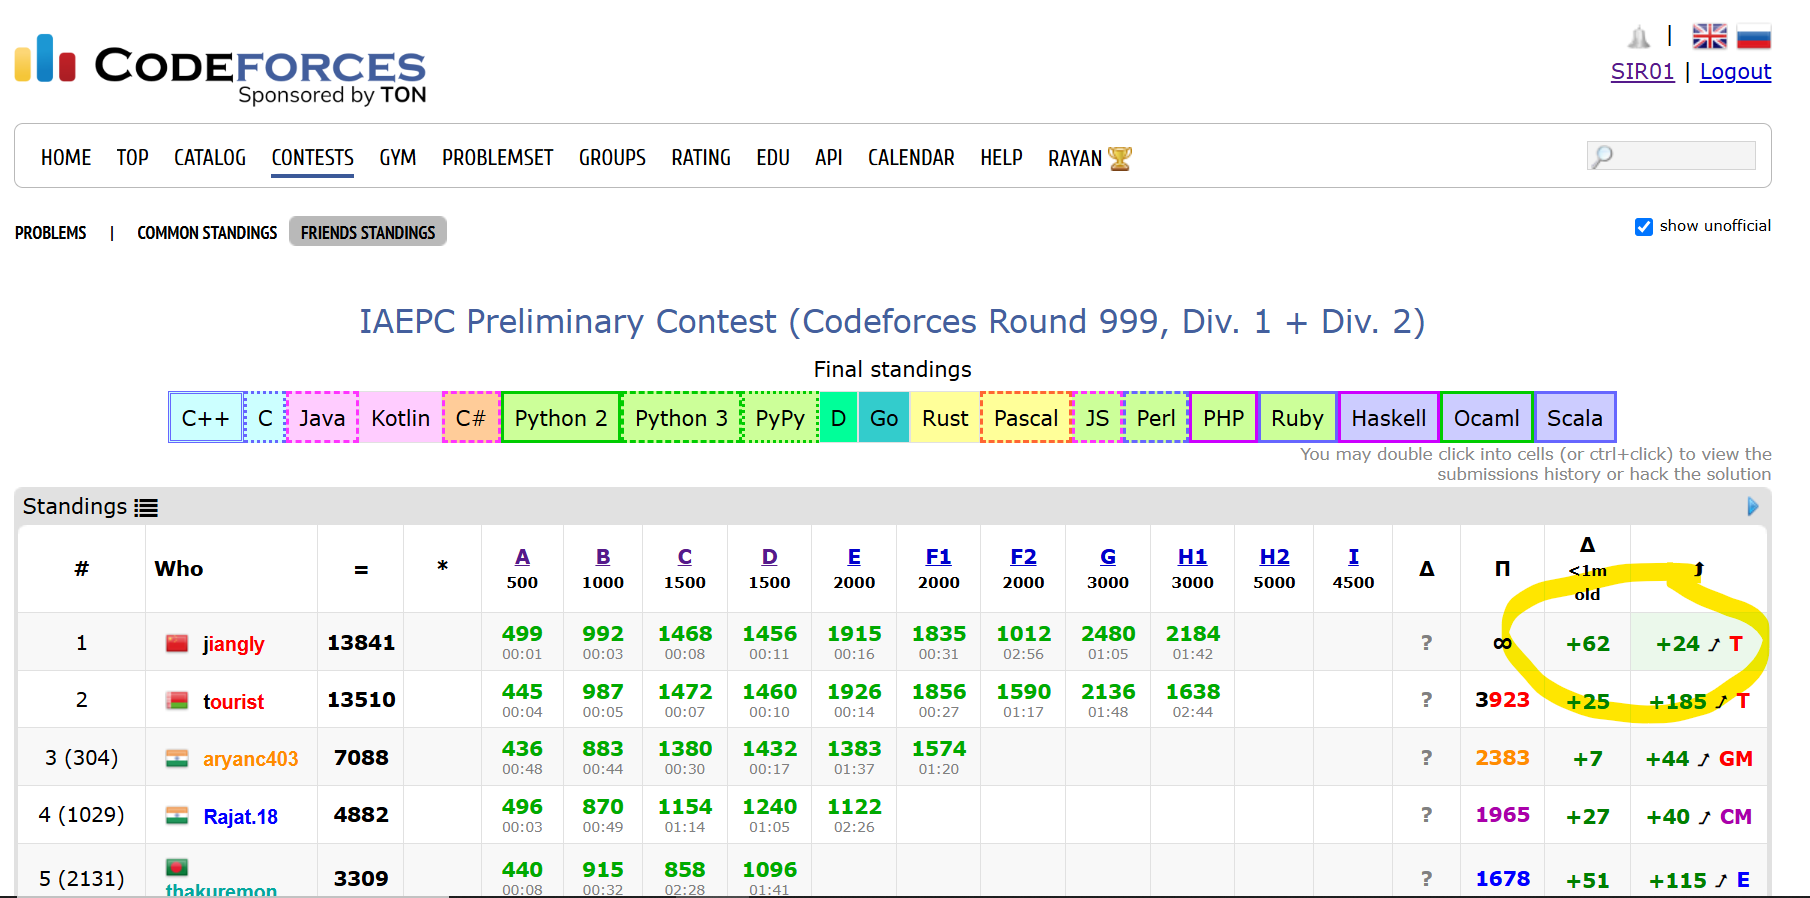 CODEFORCES
Sponsored by TON
|
SIR01 | Logout
HOME TOP CATALOG CONTESTS GYM PROBLEMSET GROUPS RATING EDU API CALENDAR HELP RAYAN
PROBLEMS | COMMON STANDINGS FRIENDS STANDINGS
show unofficial
IAEPC Preliminary Contest (Codeforces Round 999, Div. 1 + Div. 2)
Final standings
C++ C Java Kotlin C# Python 2 Python 3 PyPy D Go Rust Pascal JS Perl PHP Ruby Haskell Ocaml Scala
You may double click into cells (or ctrl+click) to view the
submissions history or hack the solution
Standings
# Who = * A B C D E F1 F2 G H1 H2 I Δ Π Δ <1m old ⮥
500 1000 1500 1500 2000 2000 2000 3000 3000 5000 4500
1 jiangly 13841 499 992 1468 1456 1915 1835 1012 2480 2184 ? ∞ +62 +24 → T
00:01 00:03 00:08 00:11 00:16 00:31 02:56 01:05 01:42
2 tourist 13510 445 987 1472 1460 1926 1856 1590 2136 1638 ? 3923 +25 +185 → T
00:04 00:05 00:07 00:10 00:14 00:27 01:17 01:48 02:44
3 (304) aryanc403 7088 436 883 1380 1432 1383 1574 ? 2383 +7 +44 → GM
00:48 00:44 00:30 00:17 01:37 01:20
4 (1029) Rajat.18 4882 496 870 1154 1240 1122 ? 1965 +27 +40 → CM
00:03 00:49 01:14 01:05 02:26
5 (2131) thakuremon 3309 440 915 858 1096 ? 1678 +51 +115 → E
00:08 00:32 02:28 01:41